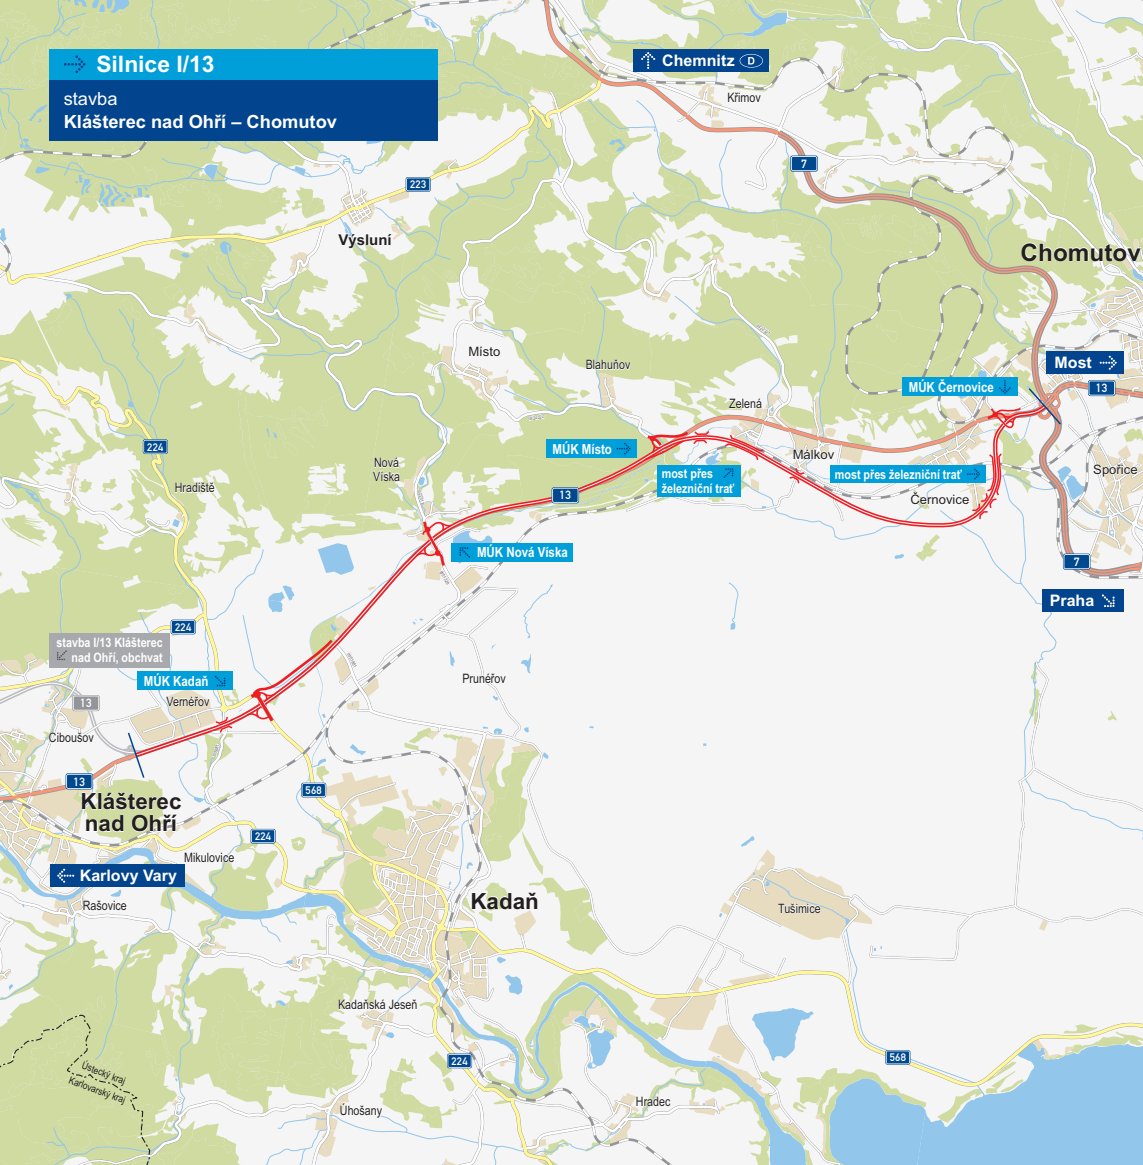 Silnice I/13
stavba
Klášterec nad Ohří – Chomutov
Chemnitz D
Křimov
7
223
Výsluní
Chomutov
Místo
Blahuňov
Most
13
MÚK Černovice
Zelená
224
MÚK Místo
Málkov
Nová
Víska
most přes
železniční trať
most přes železniční trať
Spořice
Hradiště
13
Černovice
MÚK Nová Víska
7
Praha
224
stavba I/13 Klášterec
nad Ohří, obchvat
MÚK Kadaň
Prunéřov
13
Vernéřov
Ciboušov
13
568
Klášterec
nad Ohří
224
Mikulovice
Karlovy Vary
Kadaň
Rašovice
Tušimice
Kadaňská Jeseň
568
224
Ústecký kraj
Karlovarský kraj
Úhošany
Hradec